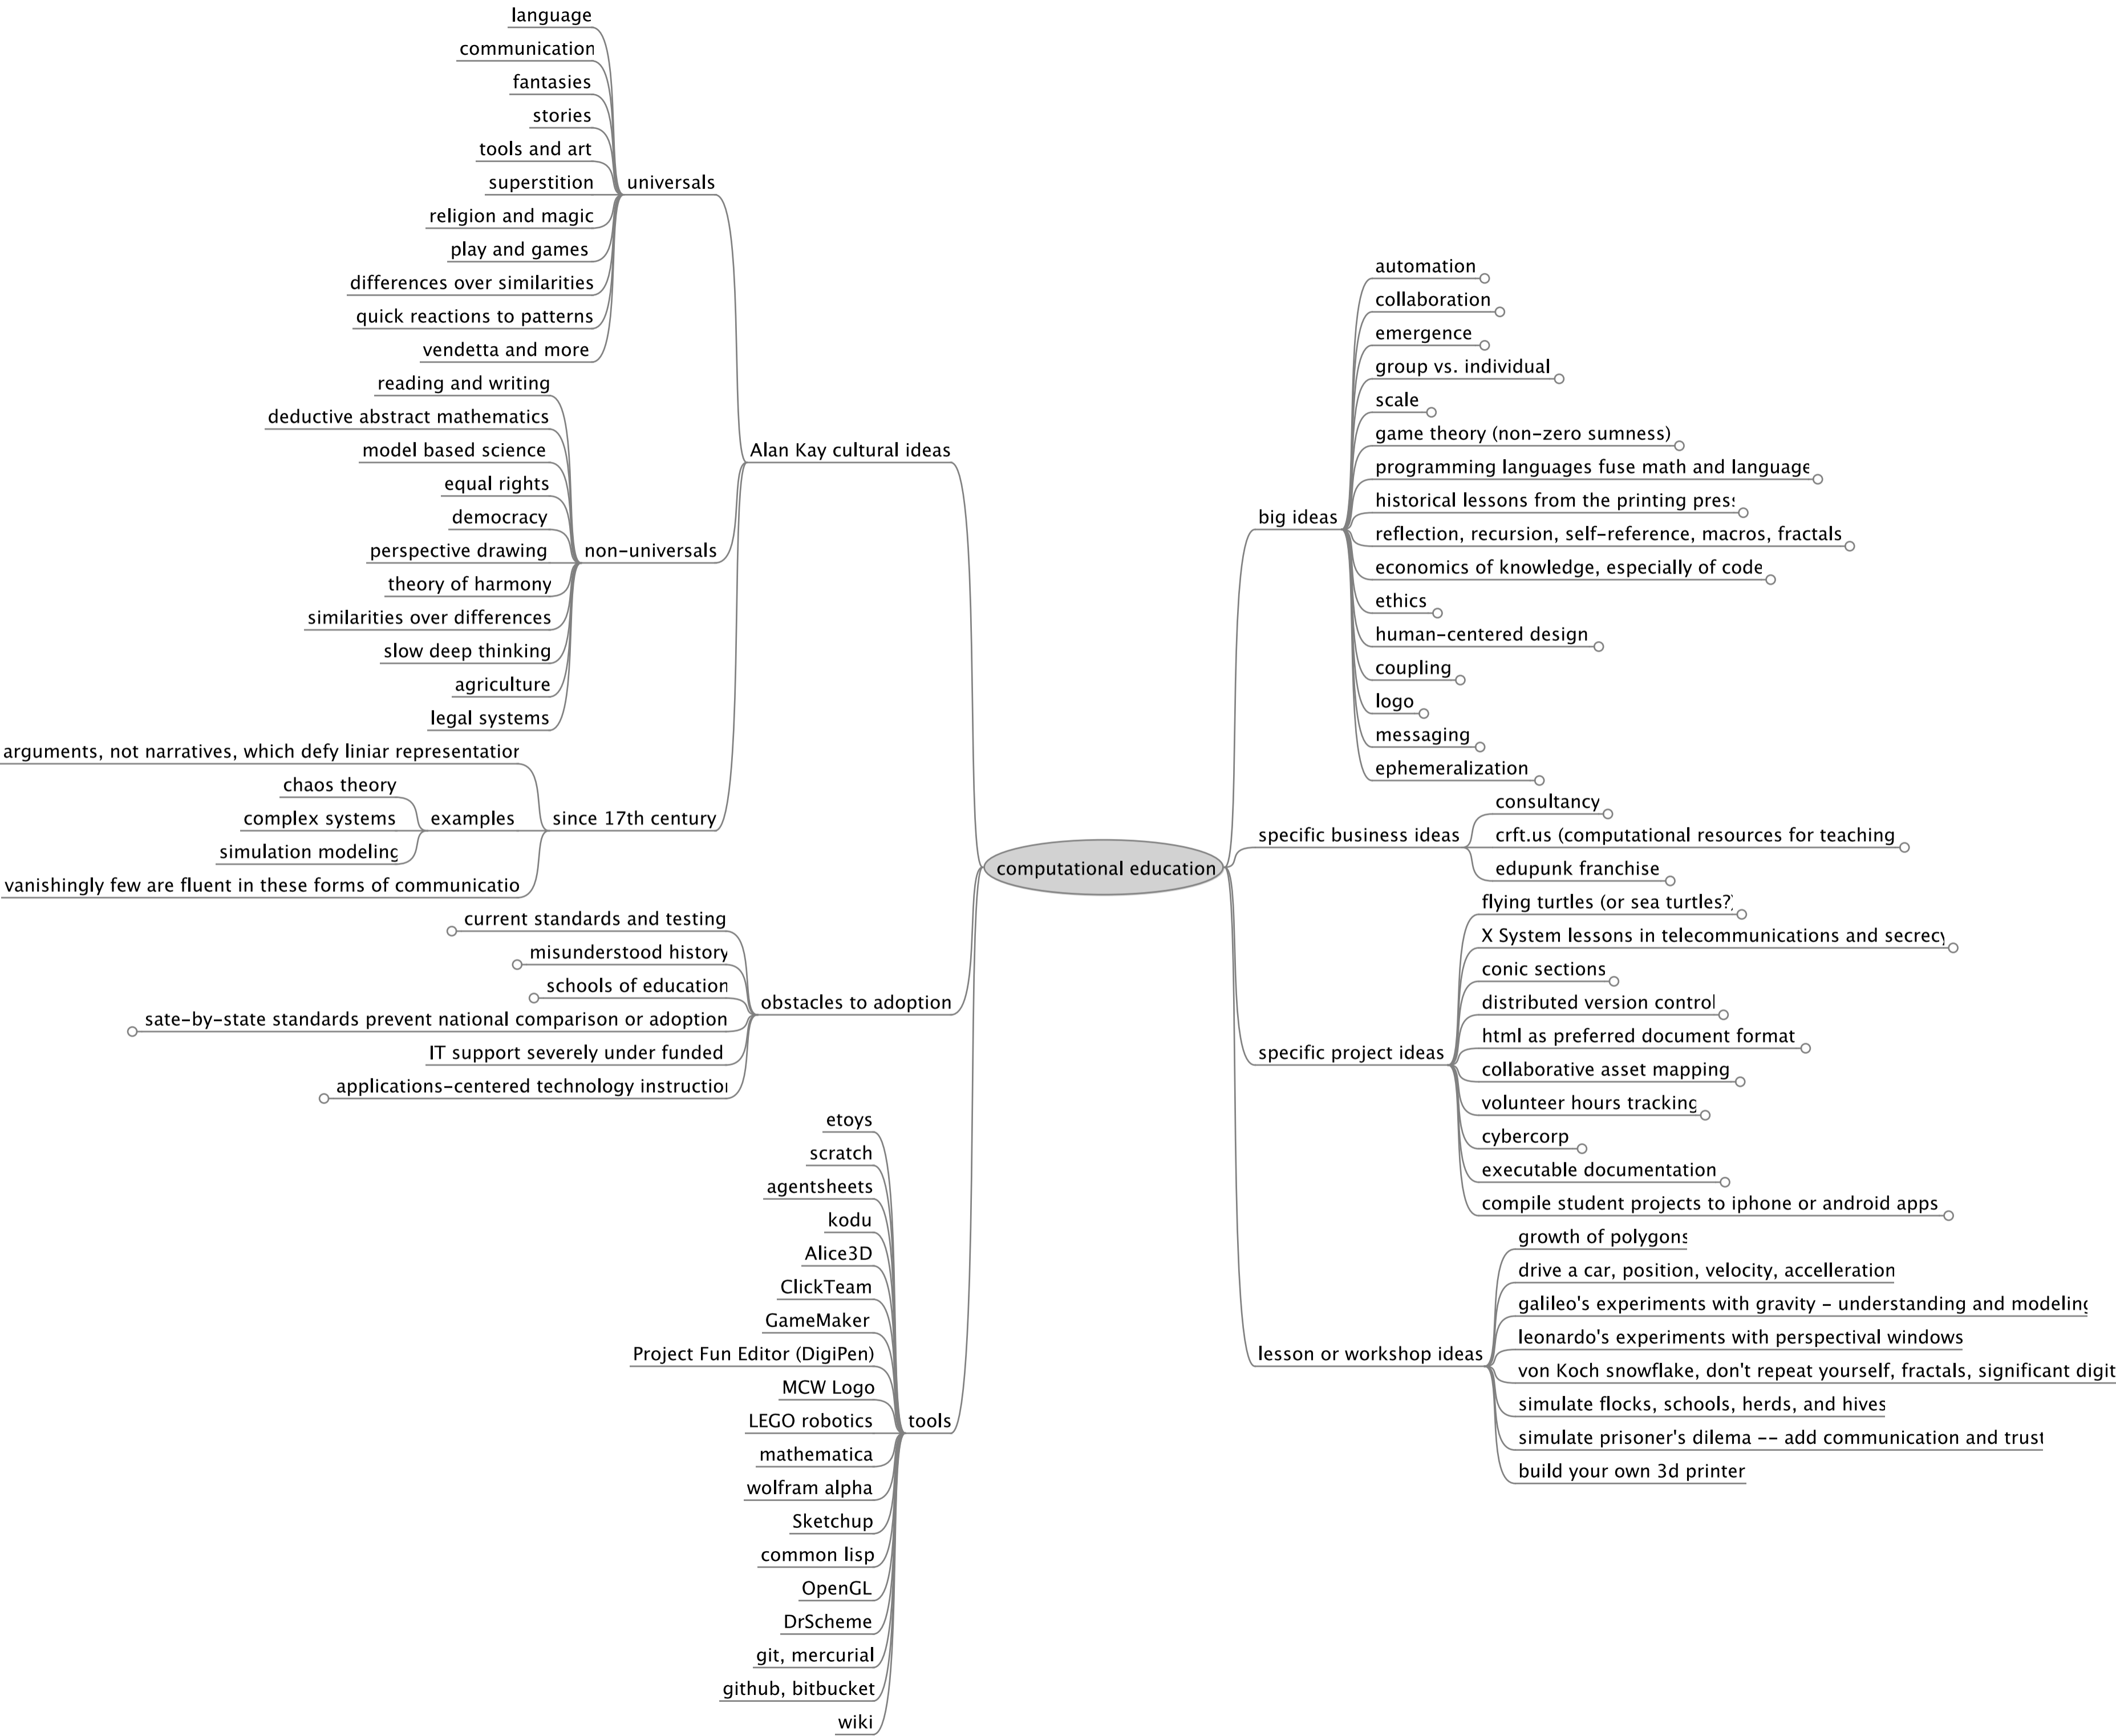 language
communication
fantasies
stories
tools and art
superstition
religion and magic
play and games
differences over similarities
quick reactions to patterns
vendetta and more
universals
reading and writing
deductive abstract mathematics
model based science
equal rights
democracy
perspective drawing
theory of harmony
similarities over differences
slow deep thinking
agriculture
legal systems
non-universals
arguments, not narratives, which defy liniar representation
chaos theory
complex systems
simulation modeling
examples
vanishingly few are fluent in these forms of communicatio
since 17th century
Alan Kay cultural ideas
current standards and testing
misunderstood history
schools of education
sate-by-state standards prevent national comparison or adoption
IT support severely under funded
applications-centered technology instruction
obstacles to adoption
etoys
scratch
agentsheets
kodu
Alice3D
ClickTeam
GameMaker
Project Fun Editor (DigiPen)
MCW Logo
LEGO robotics
mathematica
wolfram alpha
Sketchup
common lisp
OpenGL
DrScheme
git, mercurial
github, bitbucket
wiki
tools
computational education
big ideas
automation
collaboration
emergence
group vs. individual
scale
game theory (non-zero sumness)
programming languages fuse math and language
historical lessons from the printing press
reflection, recursion, self-reference, macros, fractals
economics of knowledge, especially of code
ethics
human-centered design
coupling
logo
messaging
ephemeralization
specific business ideas
consultancy
crft.us (computational resources for teaching
edupunk franchise
specific project ideas
flying turtles (or sea turtles?)
X System lessons in telecommunications and secrecy
conic sections
distributed version control
html as preferred document format
collaborative asset mapping
volunteer hours tracking
cybercorp
executable documentation
compile student projects to iphone or android apps
lesson or workshop ideas
growth of polygons
drive a car, position, velocity, accelleration
galileo's experiments with gravity - understanding and modeling
leonardo's experiments with perspectival windows
von Koch snowflake, don't repeat yourself, fractals, significant digit
simulate flocks, schools, herds, and hives
simulate prisoner's dilema -- add communication and trust
build your own 3d printer